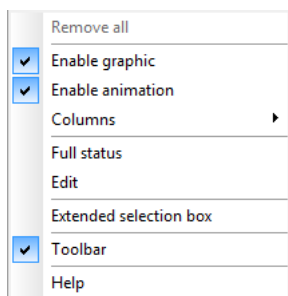 Remove all
Enable graphic
Enable animation
Columns
Full status
Edit
Extended selection box
Toolbar
Help